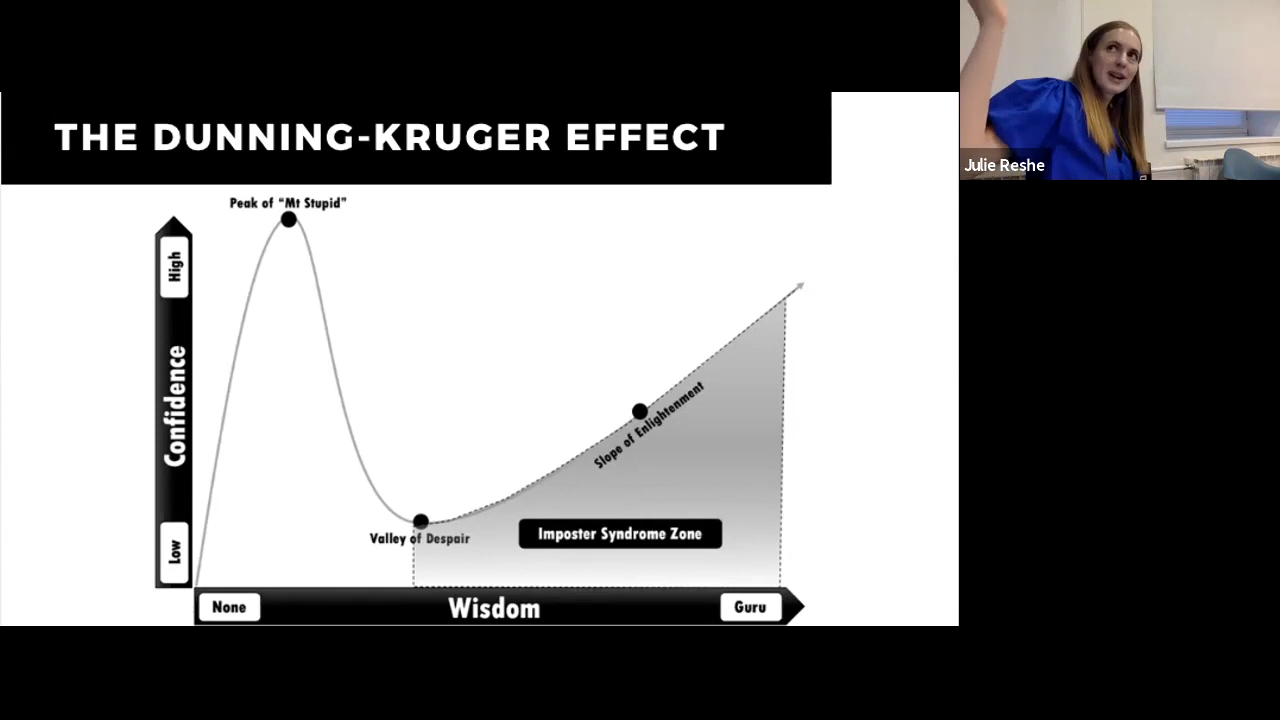 THE DUNNING-KRUGER EFFECT
Julie Reshe
Peak of “Mt Stupid”
High
Confidence
Low
Slope of Enlightenment
Imposter Syndrome Zone
Valley of Despair
None
Wisdom
Guru